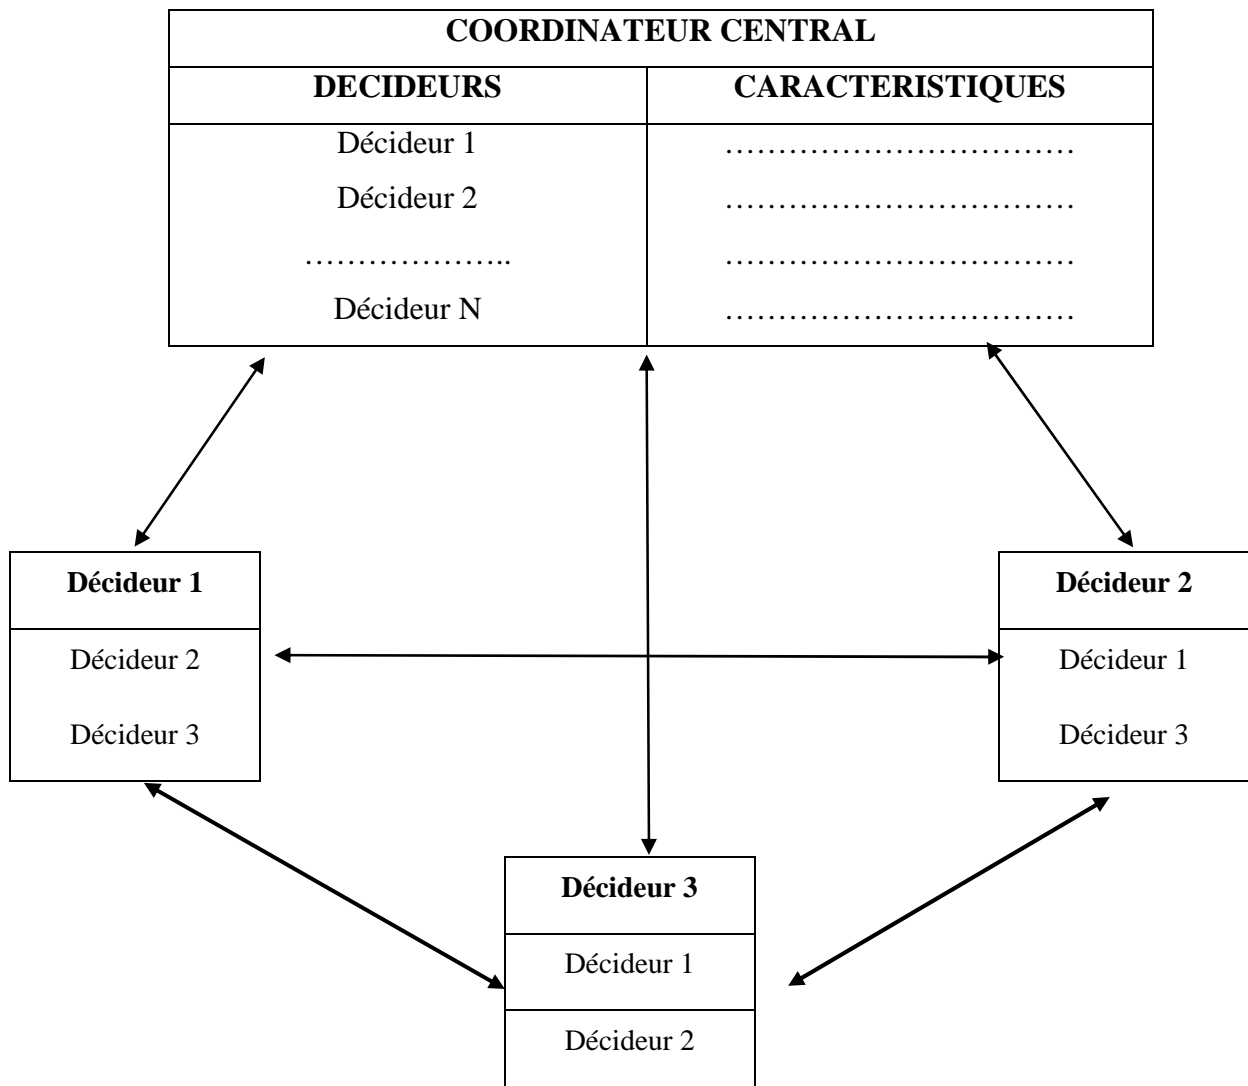 COORDINATEUR CENTRAL
DECIDEURS CARACTERISTIQUES
Décideur 1 ……………………………
Décideur 2 ……………………………
……………….. ……………………………
Décideur N ……………………………
Décideur 1 Décideur 2
Décideur 2 Décideur 1
Décideur 3 Décideur 3
Décideur 3
Décideur 1
Décideur 2